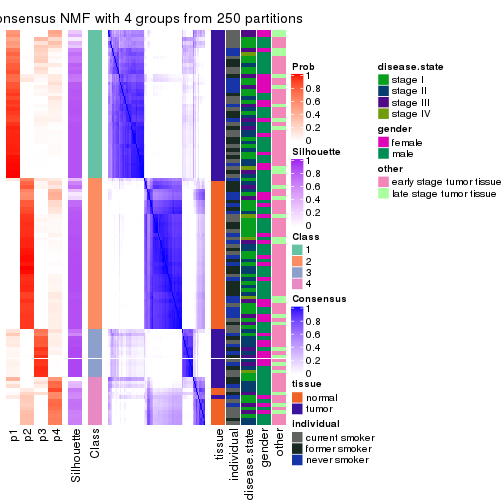 onsensus NMF with 4 groups from 250 partitions
Prob
1
0.8
0.6
0.4
0.2
0
Silhouette
1
0.8
0.6
0.4
0.2
0
Class
1
2
3
4
Consensus
1
0.8
0.6
0.4
0.2
0
tissue
normal
tumor
individual
current smoker
former smoker
never smoker
disease.state
stage I
stage II
stage III
stage IV
gender
female
male
other
early stage tumor tissue
late stage tumor tissue
p1
p2
p3
p4
Silhouette
Class
tissue
individual
disease.state
gender
other